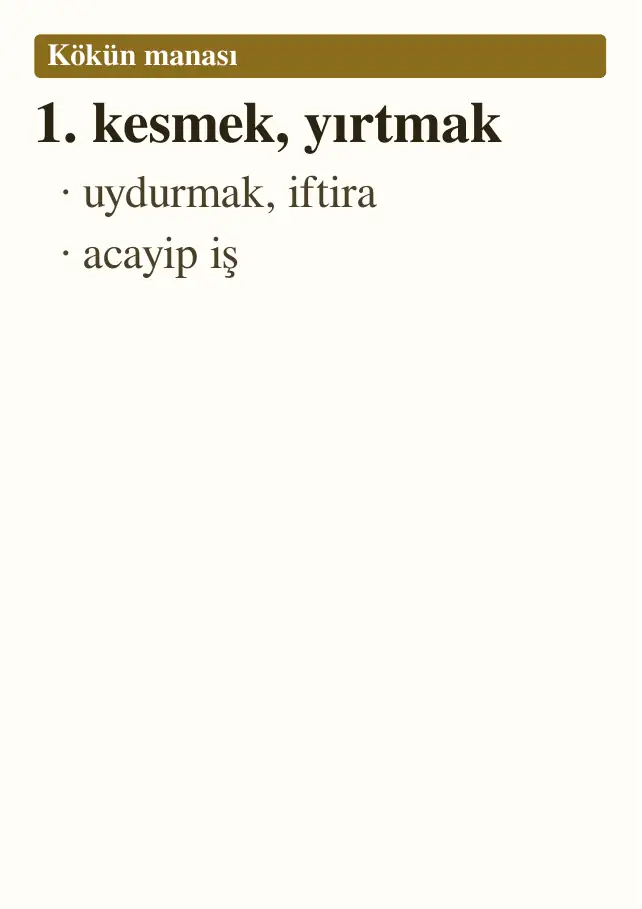 Kökün manası
1. kesmek, yırtmak
· uydurmak, iftira
· acayip iş